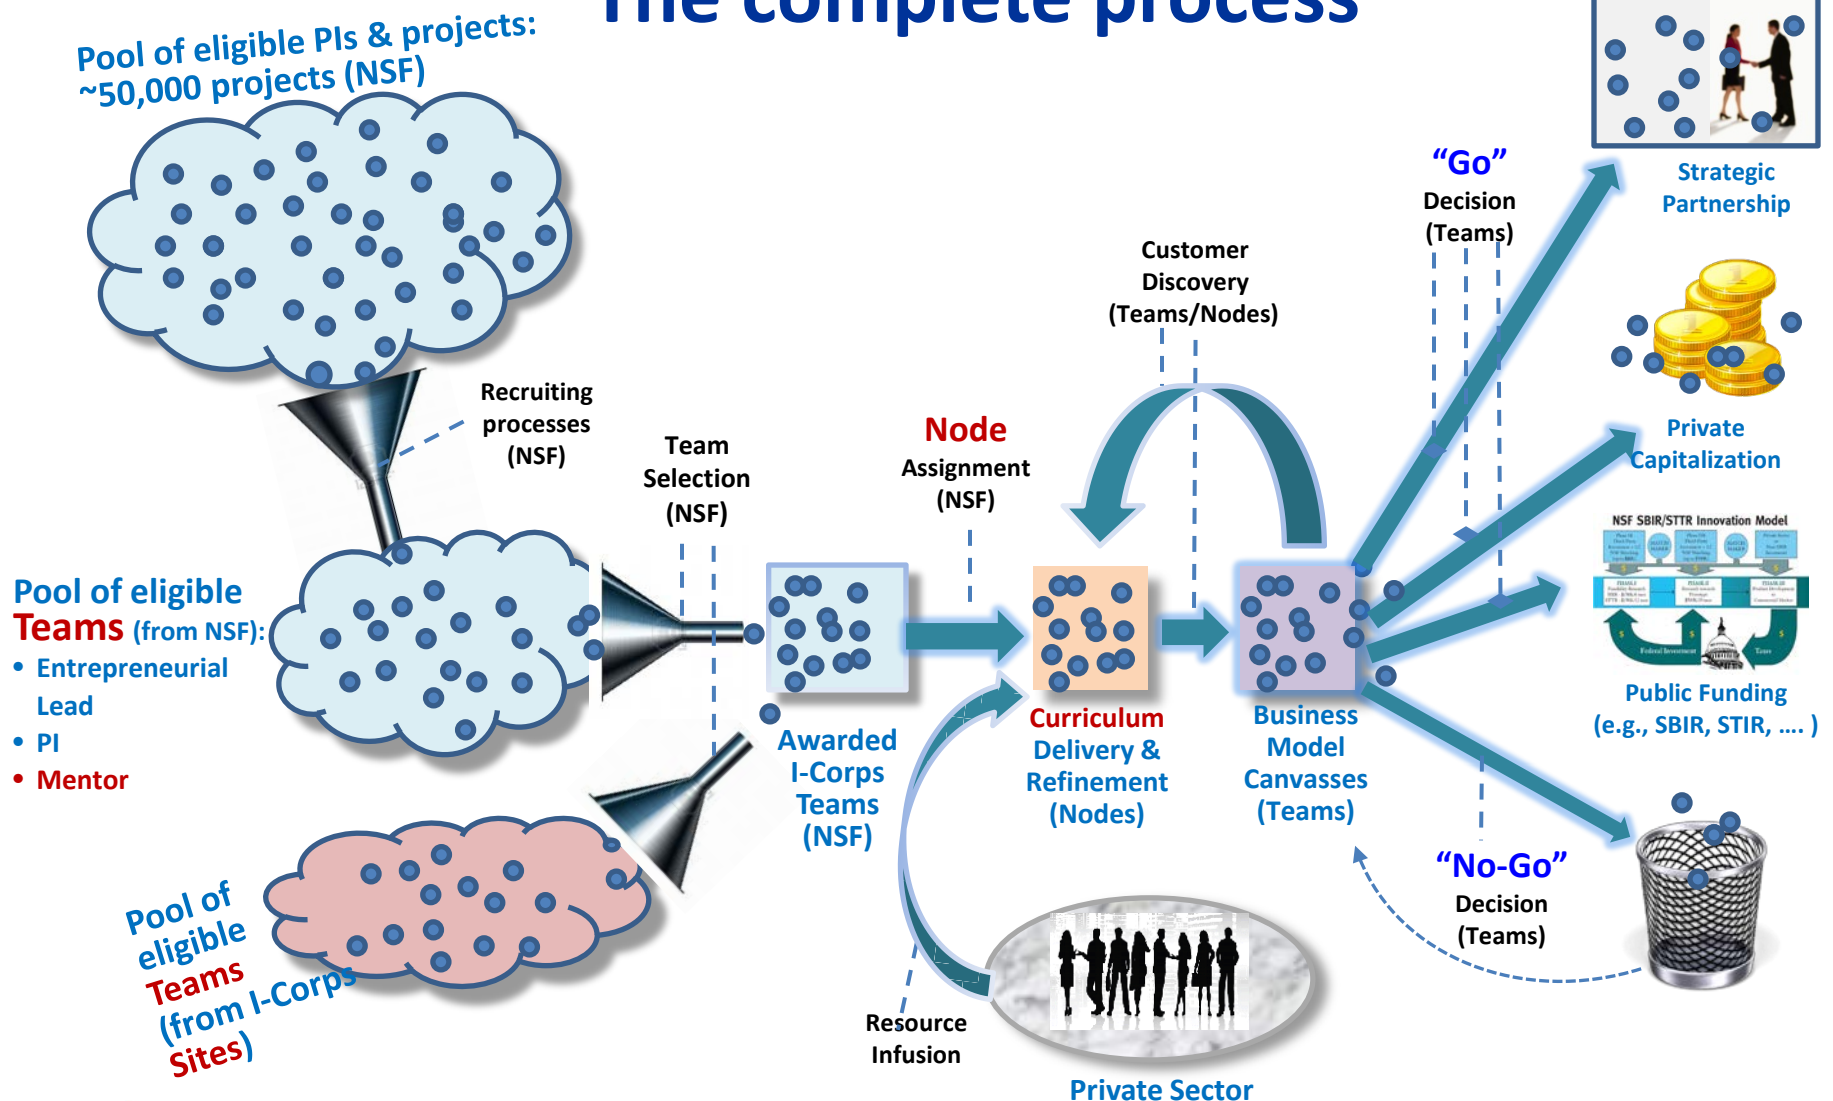 The complete process
Pool of eligible PIs & projects:
~50,000 projects (NSF)
Recruiting
processes
(NSF)
Pool of eligible
Teams (from NSF):
• Entrepreneurial
Lead
• PI
• Mentor
Pool of
eligible
Teams
(from I-Corps
Sites)
Team
Selection
(NSF)
Awarded
I-Corps
Teams
(NSF)
Node
Assignment
(NSF)
Customer
Discovery
(Teams/Nodes)
Curriculum
Delivery &
Refinement
(Nodes)
Business
Model
Canvasses
(Teams)
Resource
Infusion
Private Sector
“Go”
Decision
(Teams)
“No-Go”
Decision
(Teams)
Strategic
Partnership
Private
Capitalization
NSF SBIR/STTR Innovation Model
Federal Investment
Taxes
Public Funding
(e.g., SBIR, STIR, .... )